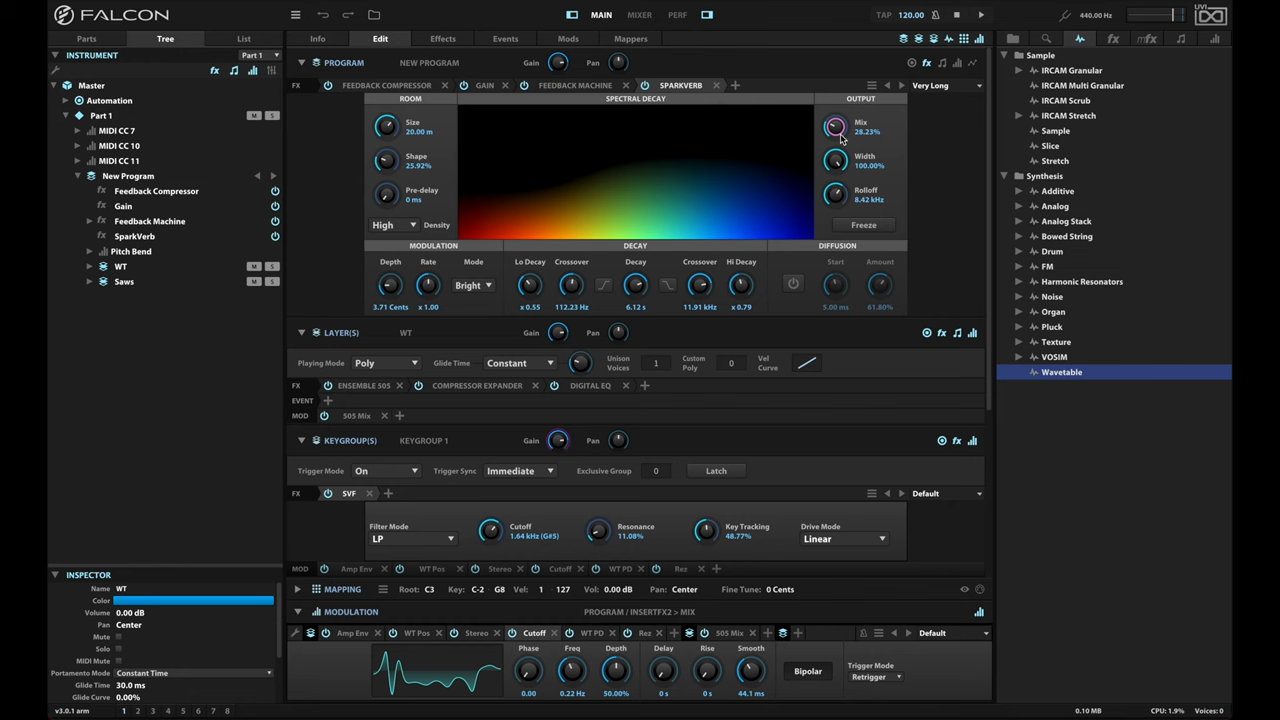 FALCON
MAIN MIXER PERF
TAP 120.00
440.00 Hz
UVI
Parts Tree List
Info Edit Effects Events Mods Mappers
INSTRUMENT Part 1
Master
Automation
Part 1 M S
MIDI CC 7
MIDI CC 10
MIDI CC 11
New Program
fx Feedback Compressor
fx Gain
fx Feedback Machine
fx SparkVerb
Pitch Bend
WT M S
Saws M S
INSPECTOR
Name WT
Color
Volume 0.00 dB
Pan Center
Mute
Solo
MIDI Mute
Portamento Mode Constant Time
Glide Time 30.0 ms
Glide Curve 0.00%
v3.0.1 arm 1 2 3 4 5 6 7 8
PROGRAM NEW PROGRAM Gain Pan
FX FEEDBACK COMPRESSOR GAIN FEEDBACK MACHINE SPARKVERB Very Long
ROOM SPECTRAL DECAY OUTPUT
Size
20.00 m
Shape
25.92%
Pre-delay
0 ms
High Density
Mix
28.23%
Width
100.00%
Rolloff
8.42 kHz
Freeze
MODULATION DECAY DIFFUSION
Depth Rate Mode Lo Decay Crossover Decay Crossover Hi Decay Start Amount
Bright
3.71 Cents x 1.00 x 0.55 112.23 Hz 6.12 s 11.91 kHz x 0.79 5.00 ms 61.80%
LAYER(S) WT Gain Pan
Playing Mode Poly Glide Time Constant Unison Voices 1 Custom Poly 0 Vel Curve
FX ENSEMBLE 505 COMPRESSOR EXPANDER DIGITAL EQ
EVENT
MOD 505 Mix
KEYGROUP(S) KEYGROUP 1 Gain Pan
Trigger Mode On Trigger Sync Immediate Exclusive Group 0 Latch
FX SVF Default
Filter Mode
LP
Cutoff
1.64 kHz (G#5)
Resonance
11.08%
Key Tracking
48.77%
Drive Mode
Linear
MOD Amp Env WT Pos Stereo Cutoff WT PD Rez
MAPPING Root: C3 Key: C-2 G8 Vel: 1 127 Vol: 0.00 dB Pan: Center Fine Tune: 0 Cents
MODULATION PROGRAM / INSERTFX2 > MIX
Amp Env WT Pos Stereo Cutoff WT PD Rez 505 Mix Default
Phase Freq Depth Delay Rise Smooth
0.00 0.22 Hz 50.00% 0 s 0 s 44.1 ms
Bipolar
Trigger Mode
Retrigger
fx mfx
Sample
IRCAM Granular
IRCAM Multi Granular
IRCAM Scrub
IRCAM Stretch
Sample
Slice
Stretch
Synthesis
Additive
Analog
Analog Stack
Bowed String
Drum
FM
Harmonic Resonators
Noise
Organ
Pluck
Texture
VOSIM
Wavetable
0.10 MB CPU: 1.9% Voices: 0